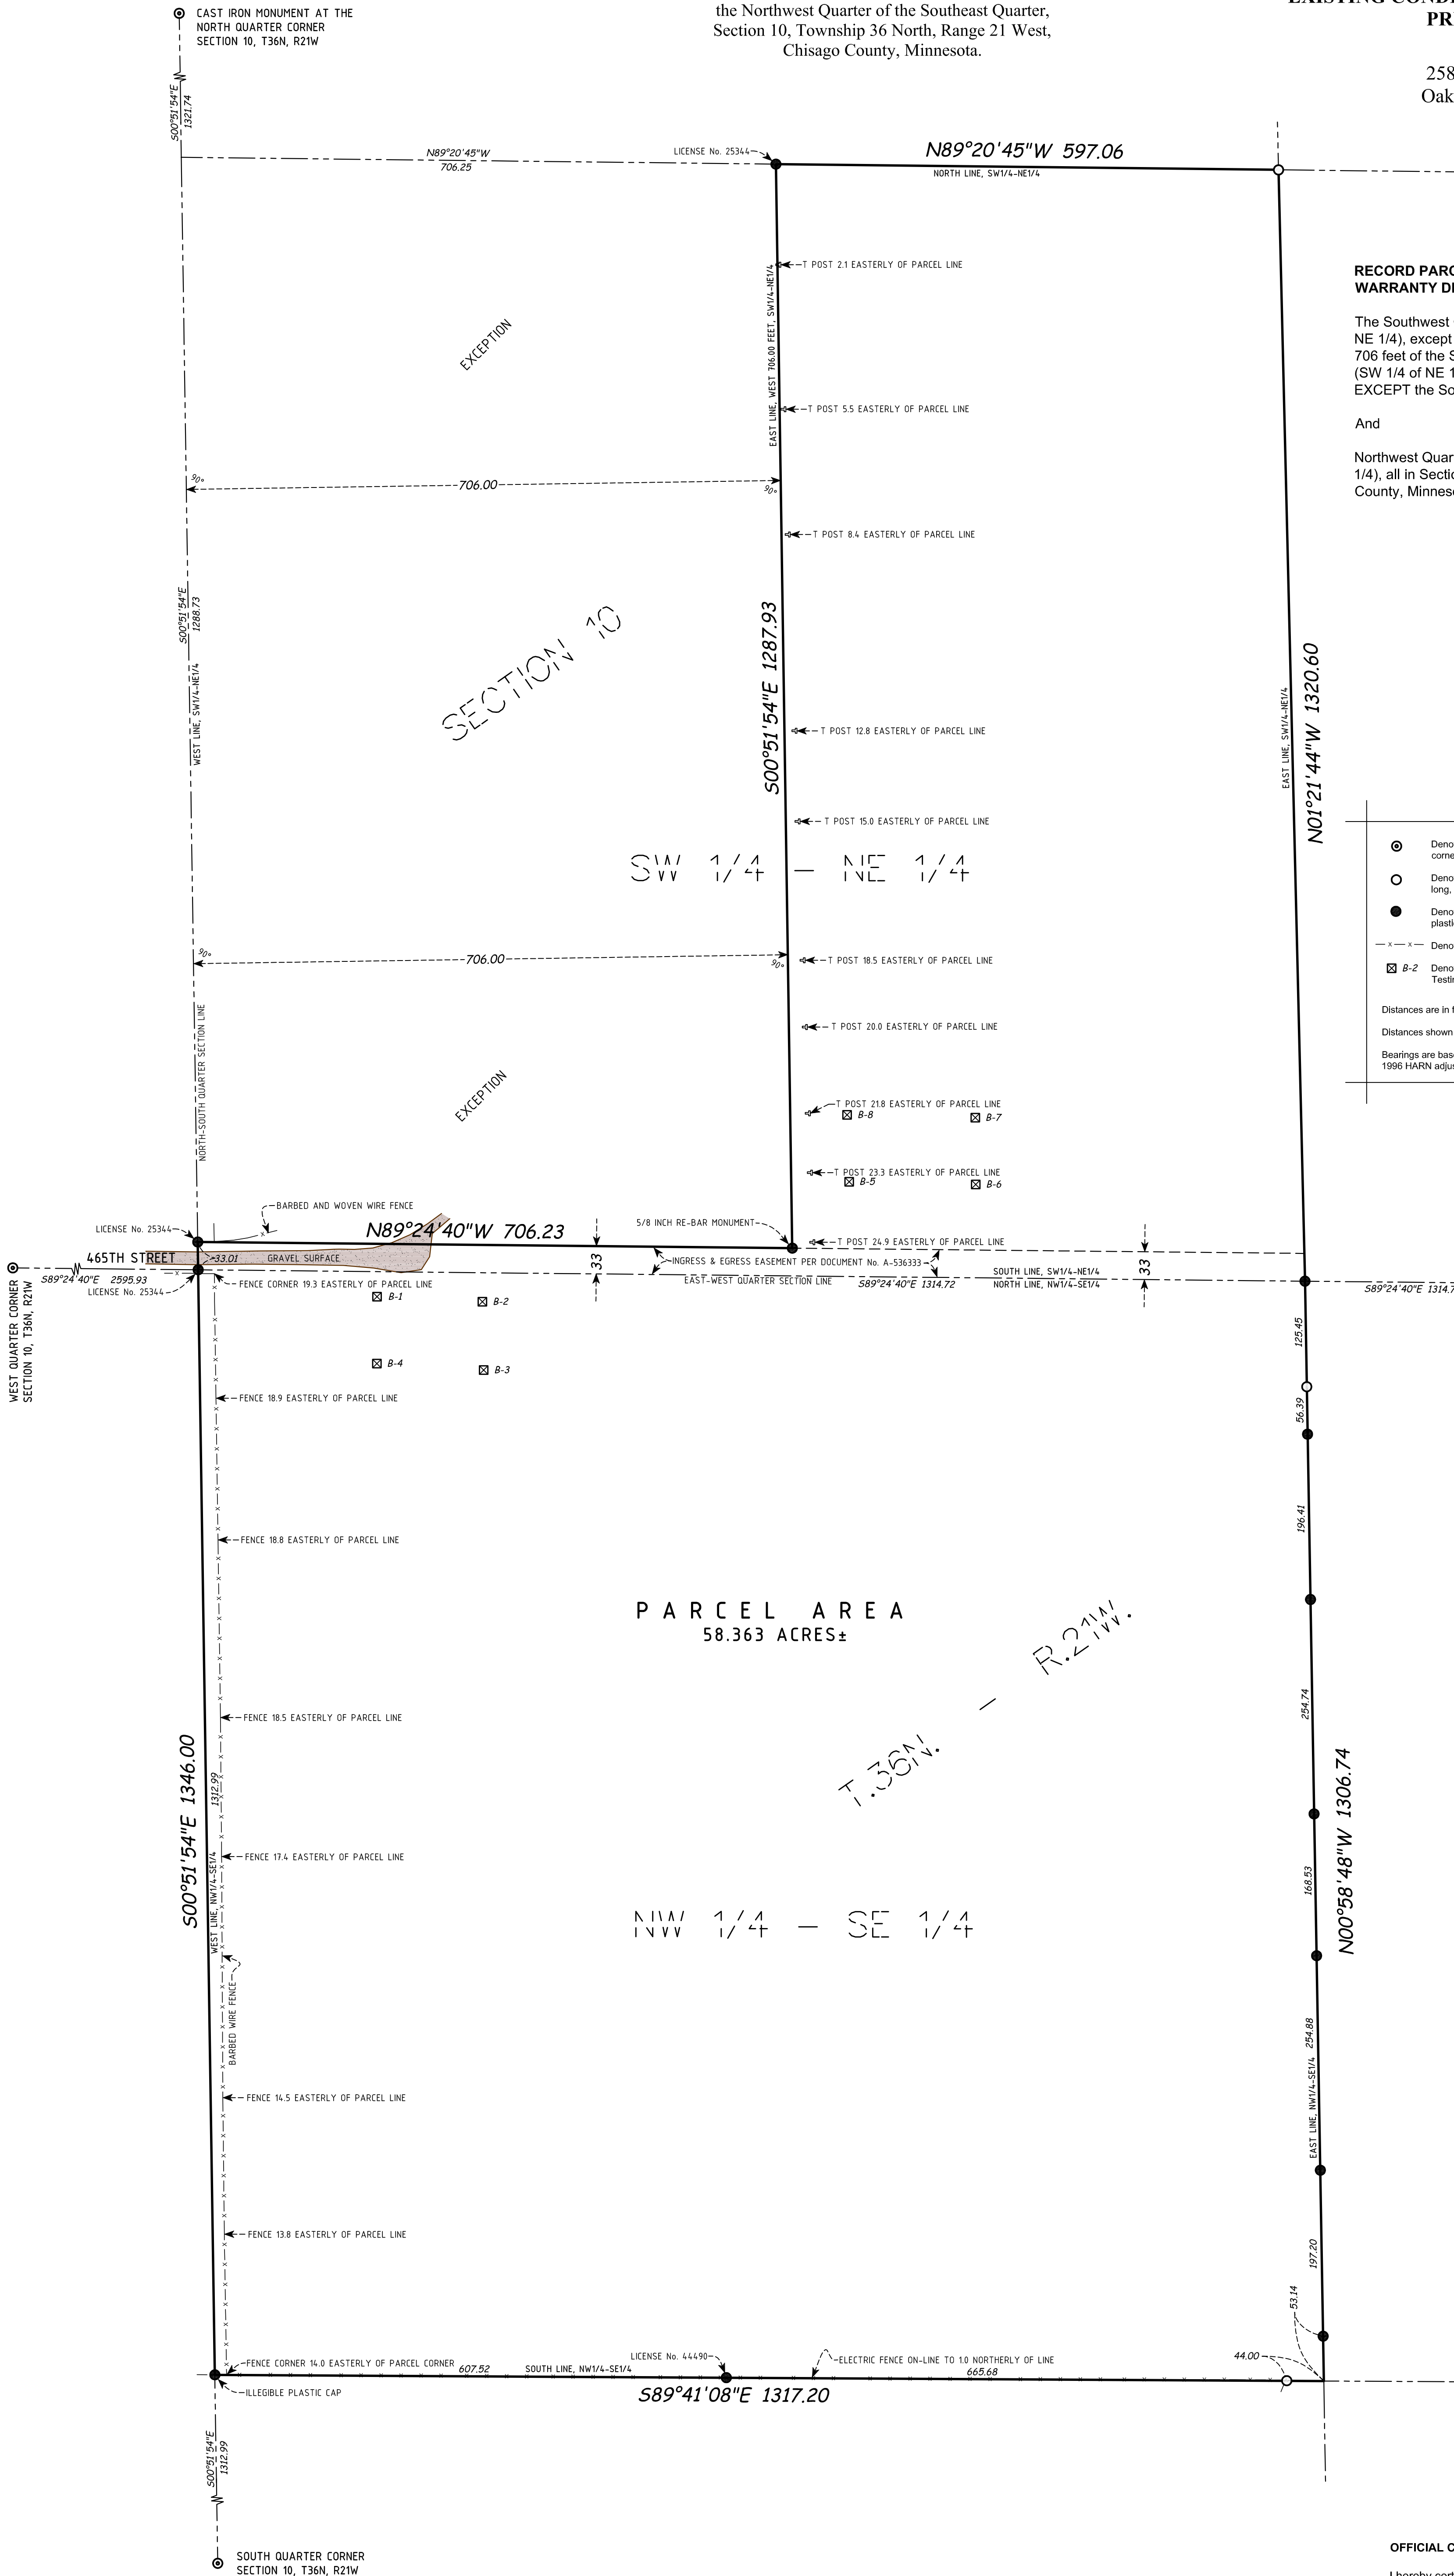 CAST IRON MONUMENT AT THE
NORTH QUARTER CORNER
SECTION 10, T36N, R21W
the Northwest Quarter of the Southeast Quarter,
Section 10, Township 36 North, Range 21 West,
Chisago County, Minnesota.
EXISTING COND
PR
258
Oak
S00°51'54"E
1321.74
N89°20'45"W
706.25
LICENSE No. 25344
N89°20'45"W 597.06
NORTH LINE, SW1/4-NE1/4
T POST 2.1 EASTERLY OF PARCEL LINE
EAST LINE, WEST 706.00 FEET, SW1/4-NE1/4
EXCEPTION
T POST 5.5 EASTERLY OF PARCEL LINE
RECORD PARC
WARRANTY D
The Southwest
NE 1/4), except
706 feet of the S
(SW 1/4 of NE 1
EXCEPT the So
And
Northwest Quar
1/4), all in Secti
County, Minnes
90°
706.00
90°
T POST 8.4 EASTERLY OF PARCEL LINE
S00°51'54"E
1288.73
WEST LINE, SW1/4-NE1/4
SECTION 10
S00°51'54"E 1287.93
T POST 12.8 EASTERLY OF PARCEL LINE
EAST LINE, SW1/4-NE1/4
N01°21'44"W 1320.60
T POST 15.0 EASTERLY OF PARCEL LINE
SW 1/4 - NE 1/4
Deno
corne
Deno
long,
Deno
plasti
x x Deno
B-2 Deno
Testi
Distances are in f
Distances shown
Bearings are bas
1996 HARN adju
90°
706.00
90°
T POST 18.5 EASTERLY OF PARCEL LINE
NORTH-SOUTH QUARTER SECTION LINE
T POST 20.0 EASTERLY OF PARCEL LINE
EXCEPTION
T POST 21.8 EASTERLY OF PARCEL LINE
B-8
B-7
T POST 23.3 EASTERLY OF PARCEL LINE
B-5
B-6
BARBED AND WOVEN WIRE FENCE
LICENSE No. 25344
N89°24'40"W 706.23
5/8 INCH RE-BAR MONUMENT
T POST 24.9 EASTERLY OF PARCEL LINE
465TH STREET
33.01
GRAVEL SURFACE
33
INGRESS & EGRESS EASEMENT PER DOCUMENT No. A-536333
33
WEST QUARTER CORNER
SECTION 10, T36N, R21W
S89°24'40"E 2595.93
LICENSE No. 25344
FENCE CORNER 19.3 EASTERLY OF PARCEL LINE
EAST-WEST QUARTER SECTION LINE
S89°24'40"E 1314.72
SOUTH LINE, SW1/4-NE1/4
NORTH LINE, NW1/4-SE1/4
S89°24'40"E 1314.7
B-1
B-2
B-4
B-3
125.45
FENCE 18.9 EASTERLY OF PARCEL LINE
56.39
FENCE 18.8 EASTERLY OF PARCEL LINE
196.41
PARCEL AREA
58.363 ACRES±
T.36N. - R.21W.
FENCE 18.5 EASTERLY OF PARCEL LINE
254.74
S00°51'54"E 1346.00
1312.99
WEST LINE, NW1/4-SE1/4
FENCE 17.4 EASTERLY OF PARCEL LINE
168.53
N00°58'48"W 1306.74
NW 1/4 - SE 1/4
BARBED WIRE FENCE
254.88
EAST LINE, NW1/4-SE1/4
FENCE 14.5 EASTERLY OF PARCEL LINE
FENCE 13.8 EASTERLY OF PARCEL LINE
197.20
53.14
FENCE CORNER 14.0 EASTERLY OF PARCEL CORNER
607.52
SOUTH LINE, NW1/4-SE1/4
LICENSE No. 44490
ELECTRIC FENCE ON-LINE TO 1.0 NORTHERLY OF LINE
665.68
44.00
ILLEGIBLE PLASTIC CAP
S89°41'08"E 1317.20
S00°51'54"E
1312.99
SOUTH QUARTER CORNER
SECTION 10, T36N, R21W
OFFICIAL C
I hereby cert